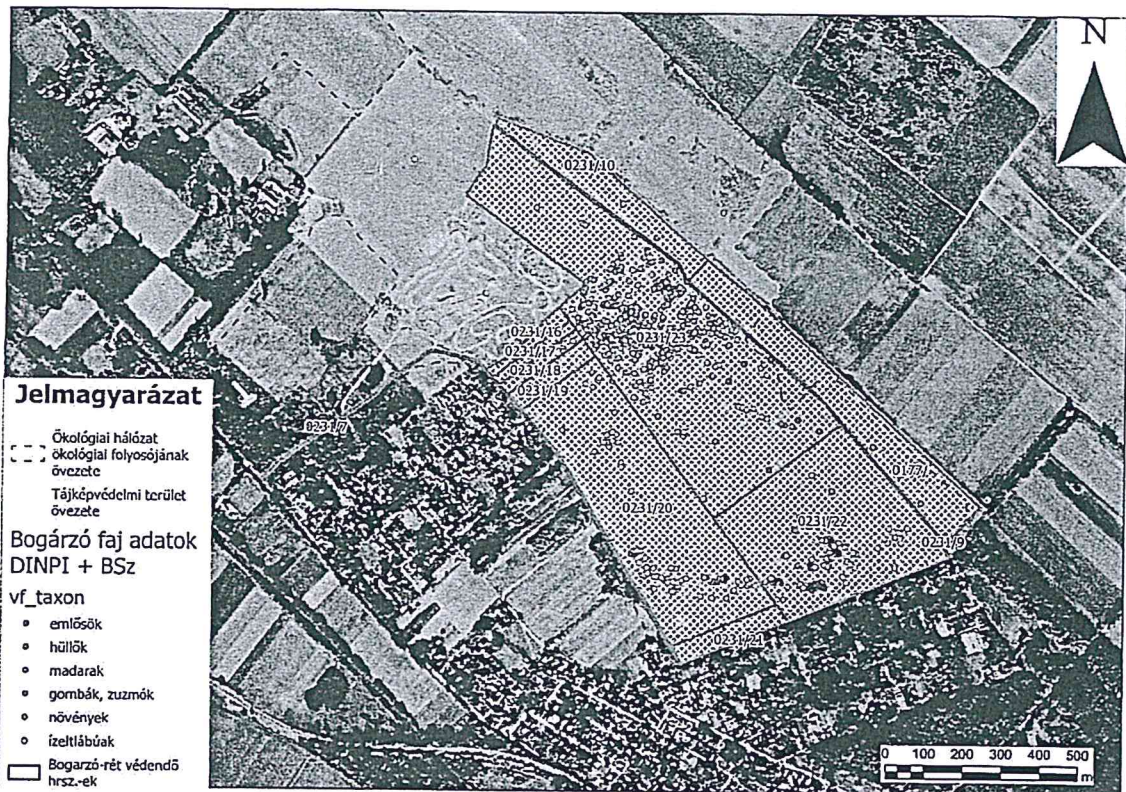 N
0231/10
0231/16
0231/23
0231/17
0231/18
0231/19
0231/7
0177/
0231/20
0231/22
0231/9
0231/21
Jelmagyarázat
Ökológiai hálózat
ökológiai folyosójának
övezete
Tájképvédelmi terület
övezete
Bogárzó faj adatok
DINPI + BSz
vf_taxon
emlősök
hüllők
madarak
gombák, zuzmók
növények
ízeltlábúak
Bogarzó-rét védendő
hrsz.-ek
0 100 200 300 400 500
m